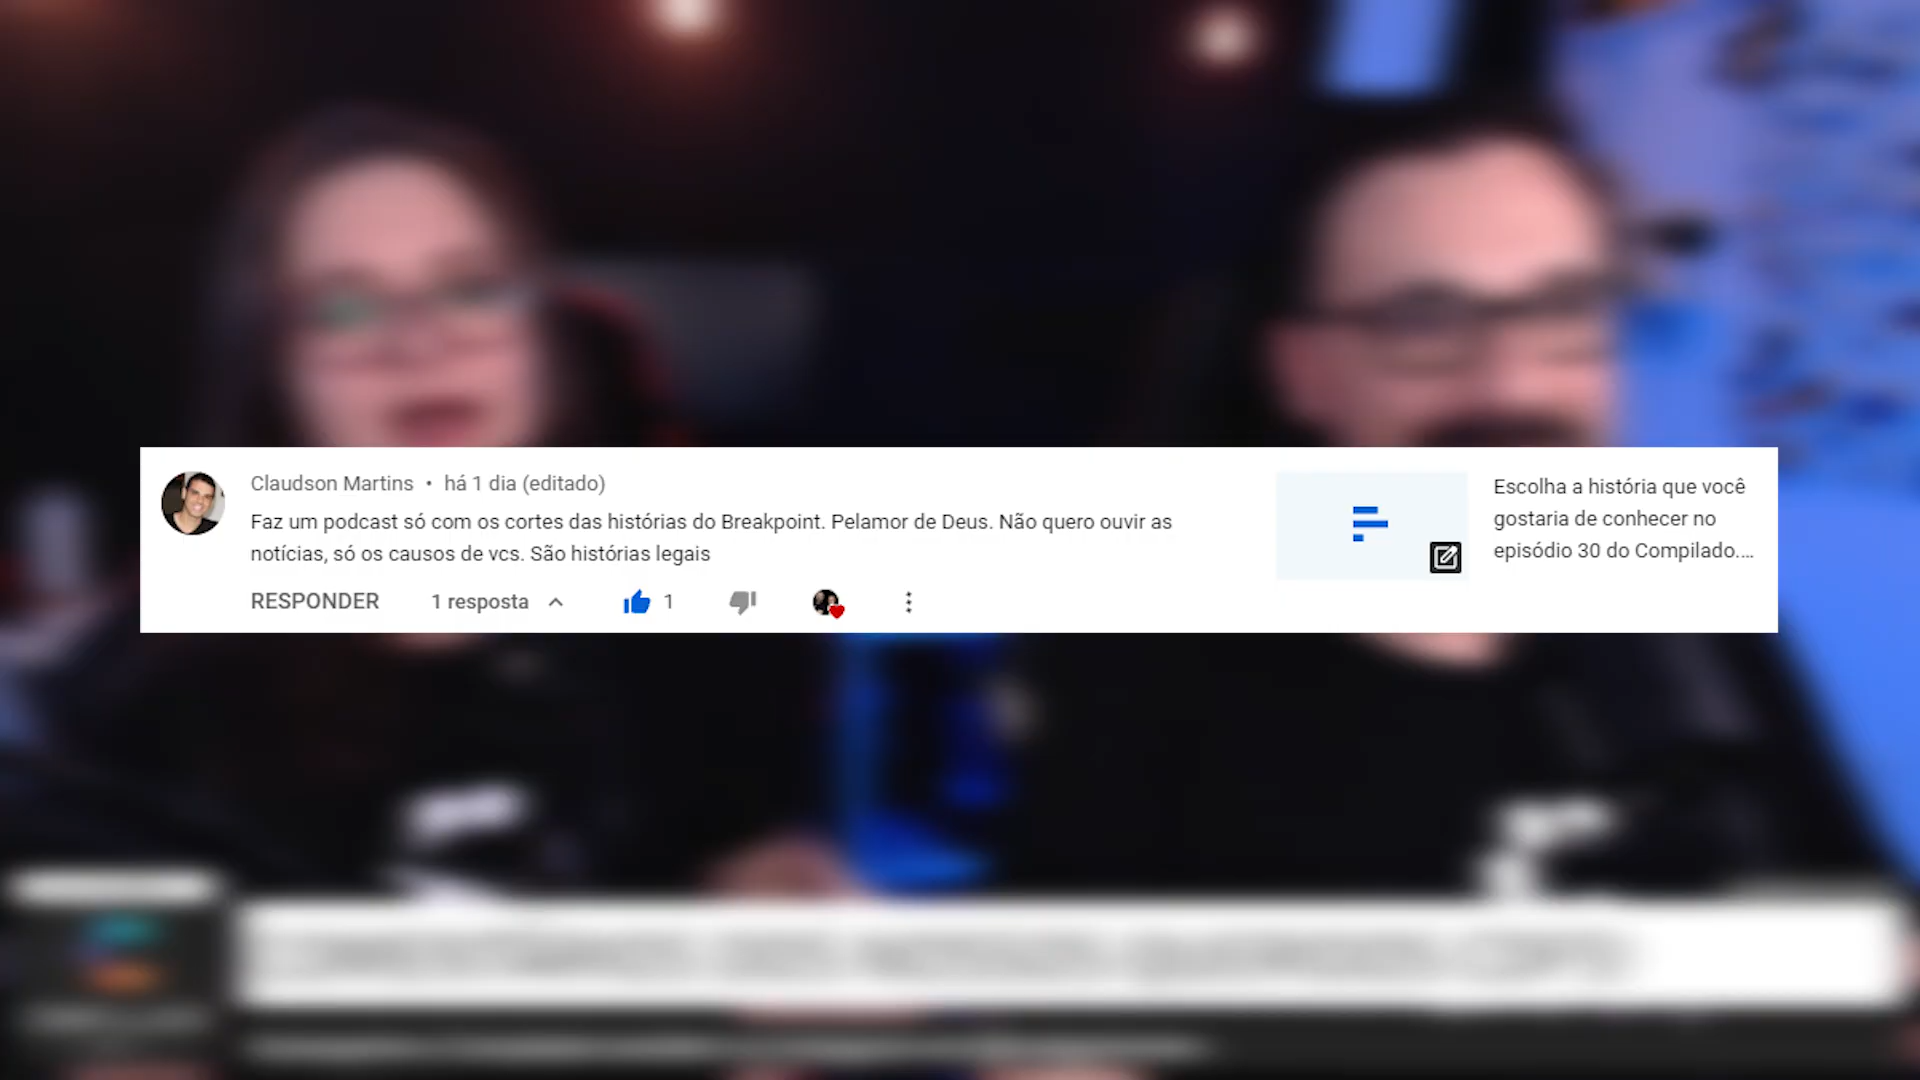 Claudson Martins • há 1 dia (editado)
Faz um podcast só com os cortes das histórias do Breakpoint. Pelamor de Deus. Não quero ouvir as
notícias, só os causos de vcs. São histórias legais
RESPONDER 1 resposta 1
Escolha a história que você
gostaria de conhecer no
episódio 30 do Compilado....